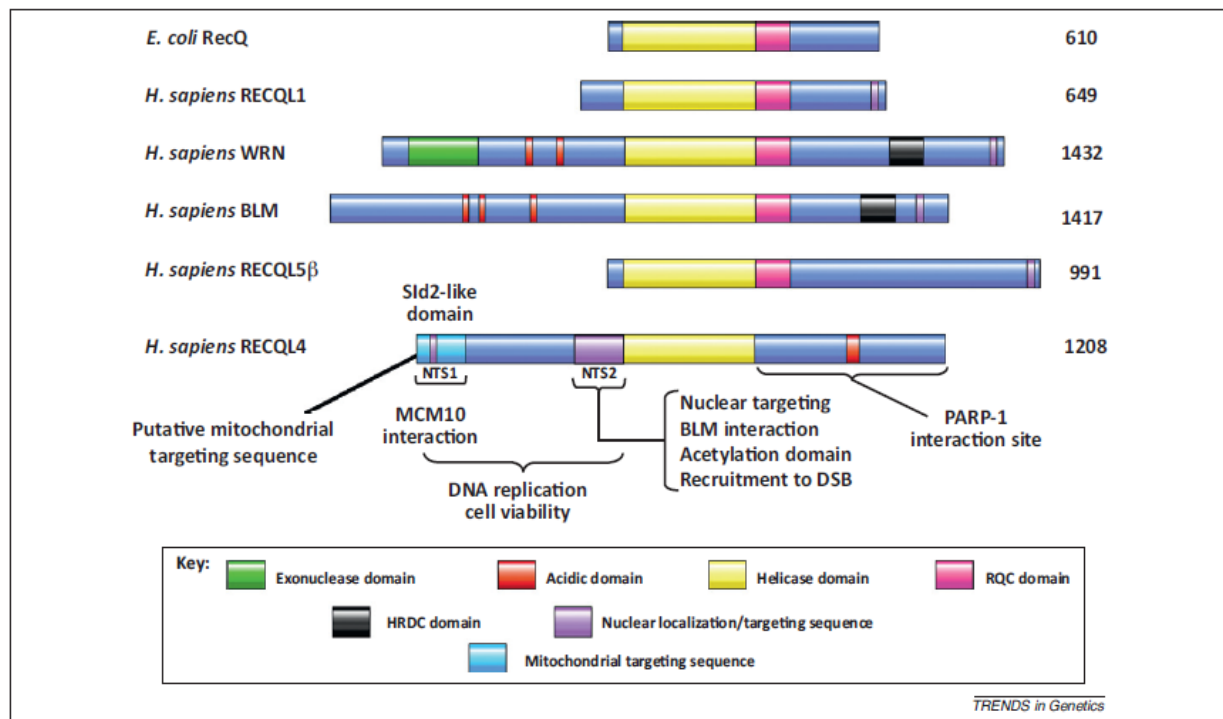 E. coli RecQ 610
H. sapiens RECQL1 649
H. sapiens WRN 1432
H. sapiens BLM 1417
H. sapiens RECQL5β 991
Sld2-like
domain
H. sapiens RECQL4 1208
NTS1 NTS2
Putative mitochondrial
targeting sequence
MCM10
interaction
DNA replication
cell viability
Nuclear targeting
BLM interaction
Acetylation domain
Recruitment to DSB
PARP-1
interaction site
Key:
Exonuclease domain Acidic domain Helicase domain RQC domain
HRDC domain Nuclear localization/targeting sequence
Mitochondrial targeting sequence
TRENDS in Genetics